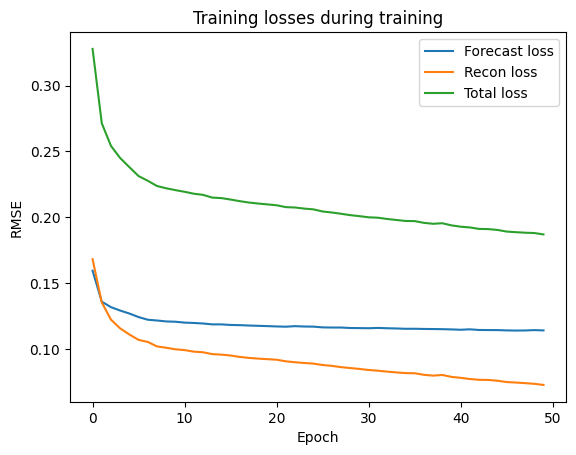 Training losses during training
Forecast loss
Recon loss
Total loss
RMSE
0.30
0.25
0.20
0.15
0.10
0 10 20 30 40 50
Epoch